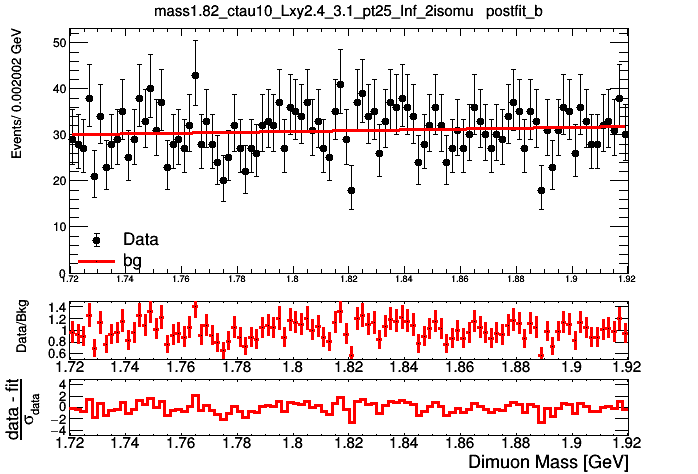 mass1.82_ctau10_Lxy2.4_3.1_pt25_Inf_2isomu postfit_b
Events/ 0.002002 GeV
50
40
30
20
10
0
Data
bg
1.72 1.74 1.76 1.78 1.8 1.82 1.84 1.86 1.88 1.9 1.92
Data/Bkg
1.4
1.2
1
0.8
0.6
1.72 1.74 1.76 1.78 1.8 1.82 1.84 1.86 1.88 1.9 1.92
data - fit
σdata
4
2
0
−2
−4
1.72 1.74 1.76 1.78 1.8 1.82 1.84 1.86 1.88 1.9 1.92
Dimuon Mass [GeV]